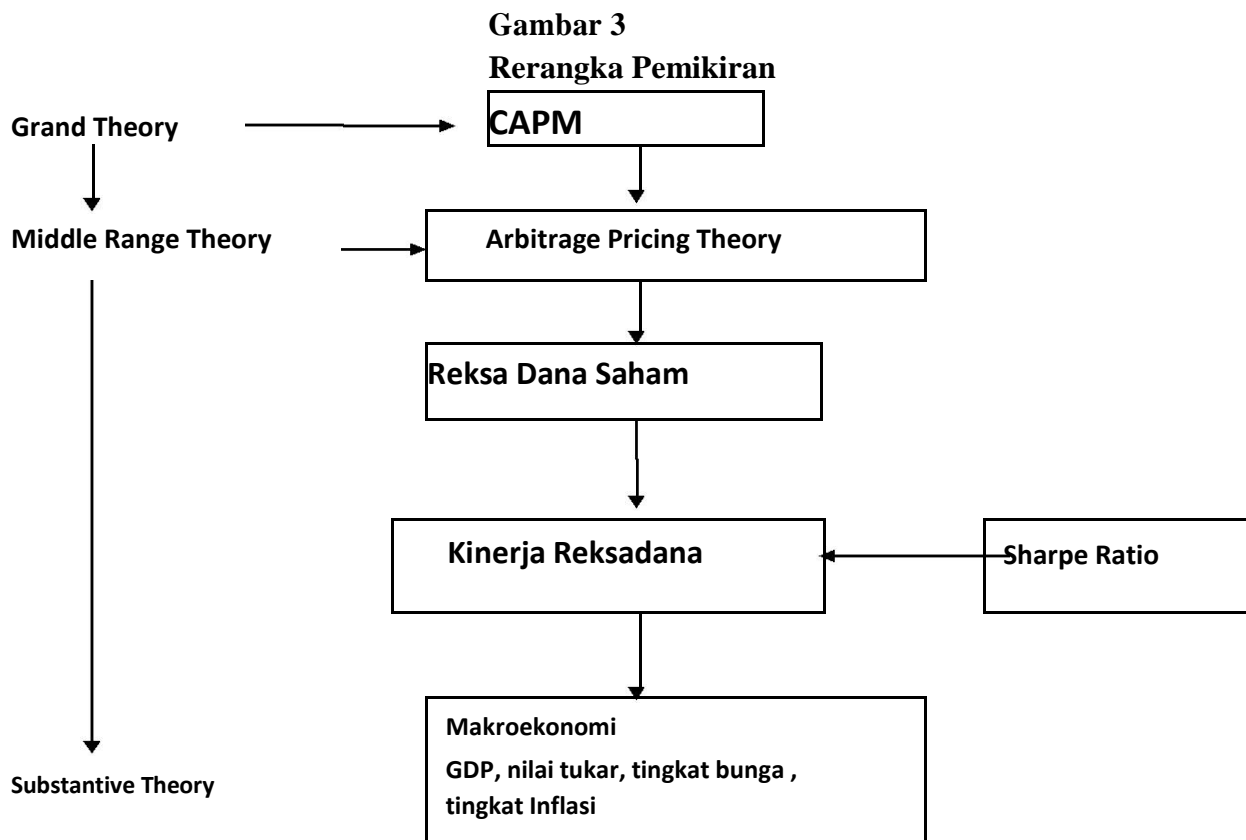 Gambar 3
Rerangka Pemikiran
Grand Theory
CAPM
Middle Range Theory
Arbitrage Pricing Theory
Reksa Dana Saham
Kinerja Reksadana
Sharpe Ratio
Substantive Theory
Makroekonomi
GDP, nilai tukar, tingkat bunga ,
tingkat Inflasi